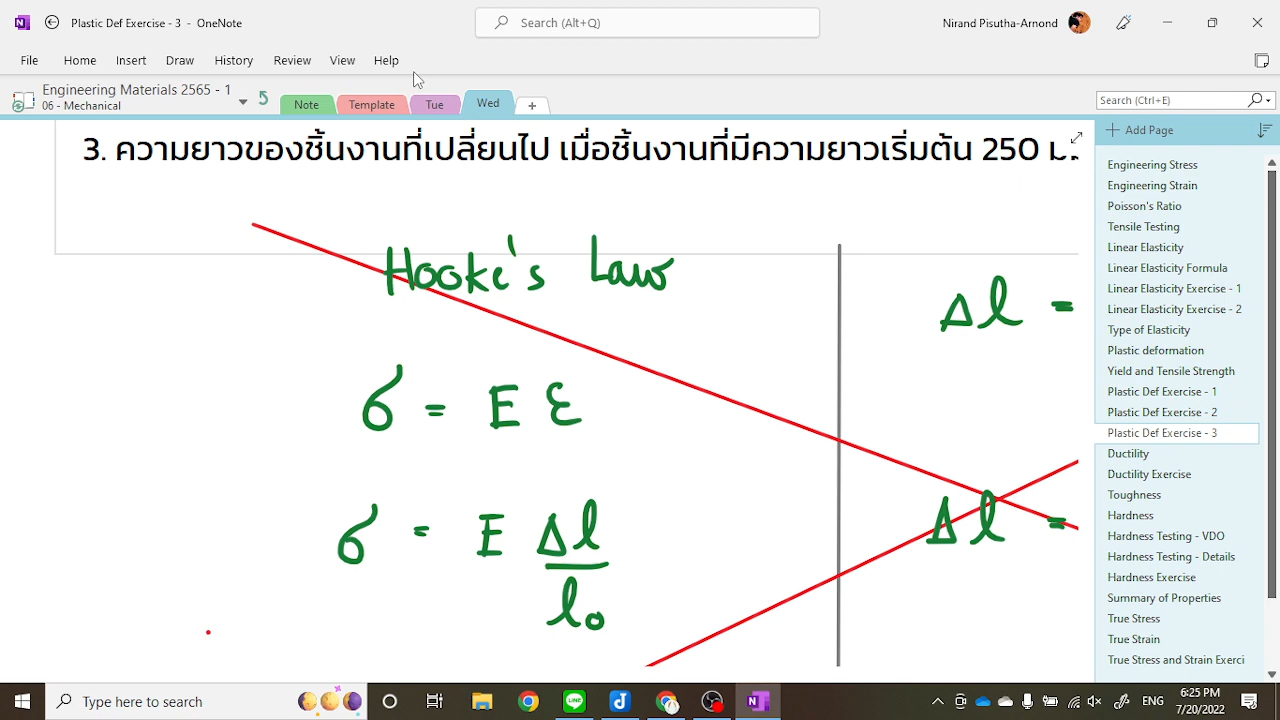 Plastic Def Exercise - 3 - OneNote
Search (Alt+Q)
Nirand Pisutha-Arnond
File Home Insert Draw History Review View Help
Engineering Materials 2565 - 1
06 - Mechanical
Note Template Tue Wed
Search (Ctrl+E)
Add Page
3. ความยาวของชิ้นงานที่เปลี่ยนไป เมื่อชิ้นงานที่มีความยาวเริ่มต้น 250
Hooke's Law
σ = E ε
σ = E Δl
l₀
Δl =
Δl =
Engineering Stress
Engineering Strain
Poisson's Ratio
Tensile Testing
Linear Elasticity
Linear Elasticity Formula
Linear Elasticity Exercise - 1
Linear Elasticity Exercise - 2
Type of Elasticity
Plastic deformation
Yield and Tensile Strength
Plastic Def Exercise - 1
Plastic Def Exercise - 2
Plastic Def Exercise - 3
Ductility
Ductility Exercise
Toughness
Hardness
Hardness Testing - VDO
Hardness Testing - Details
Hardness Exercise
Summary of Properties
True Stress
True Strain
True Stress and Strain Exerci
Type here to search
LINE
ENG
6:25 PM
7/20/2022